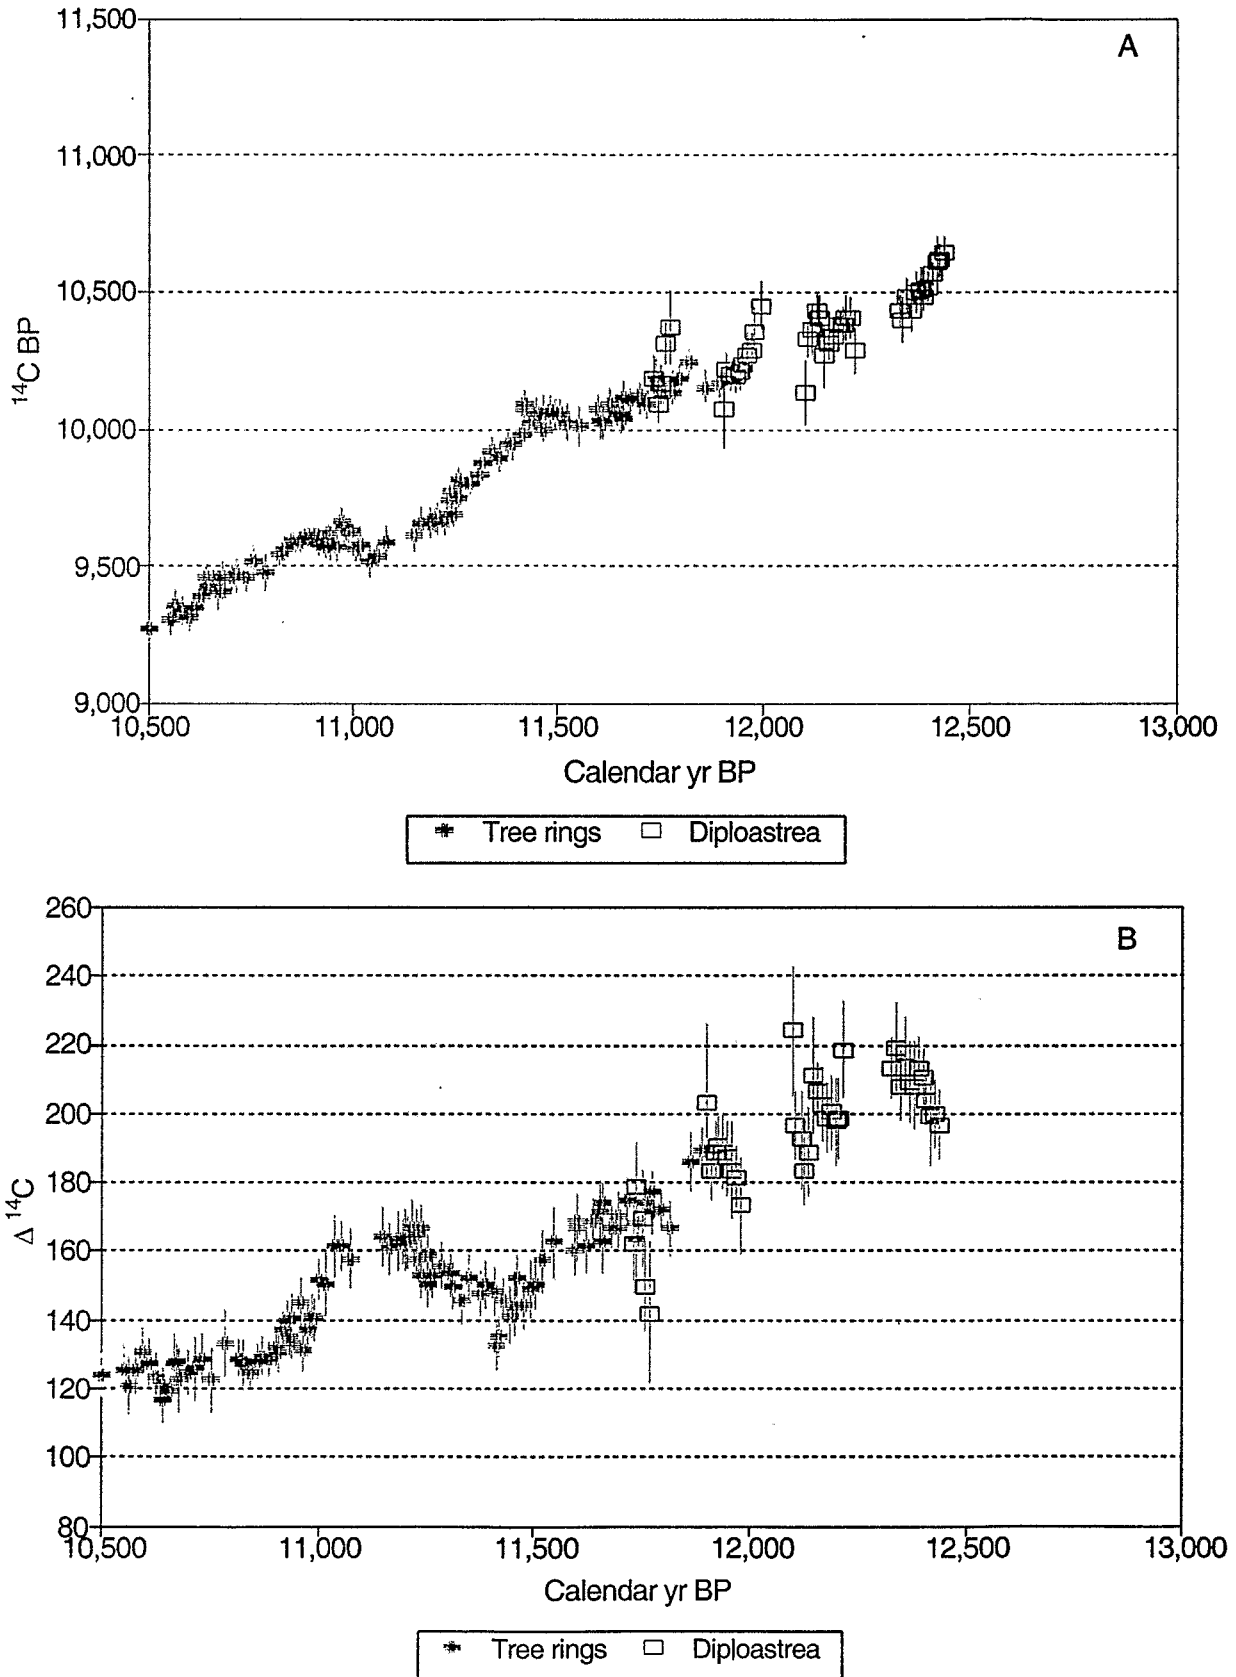 11,500
A
11,000
10,500
10,000
9,500
9,000
¹⁴C BP
10,500 11,000 11,500 12,000 12,500 13,000
Calendar yr BP
Tree rings Diploastrea
260
B
240
220
200
180
160
140
120
100
80
Δ ¹⁴C
10,500 11,000 11,500 12,000 12,500 13,000
Calendar yr BP
Tree rings Diploastrea